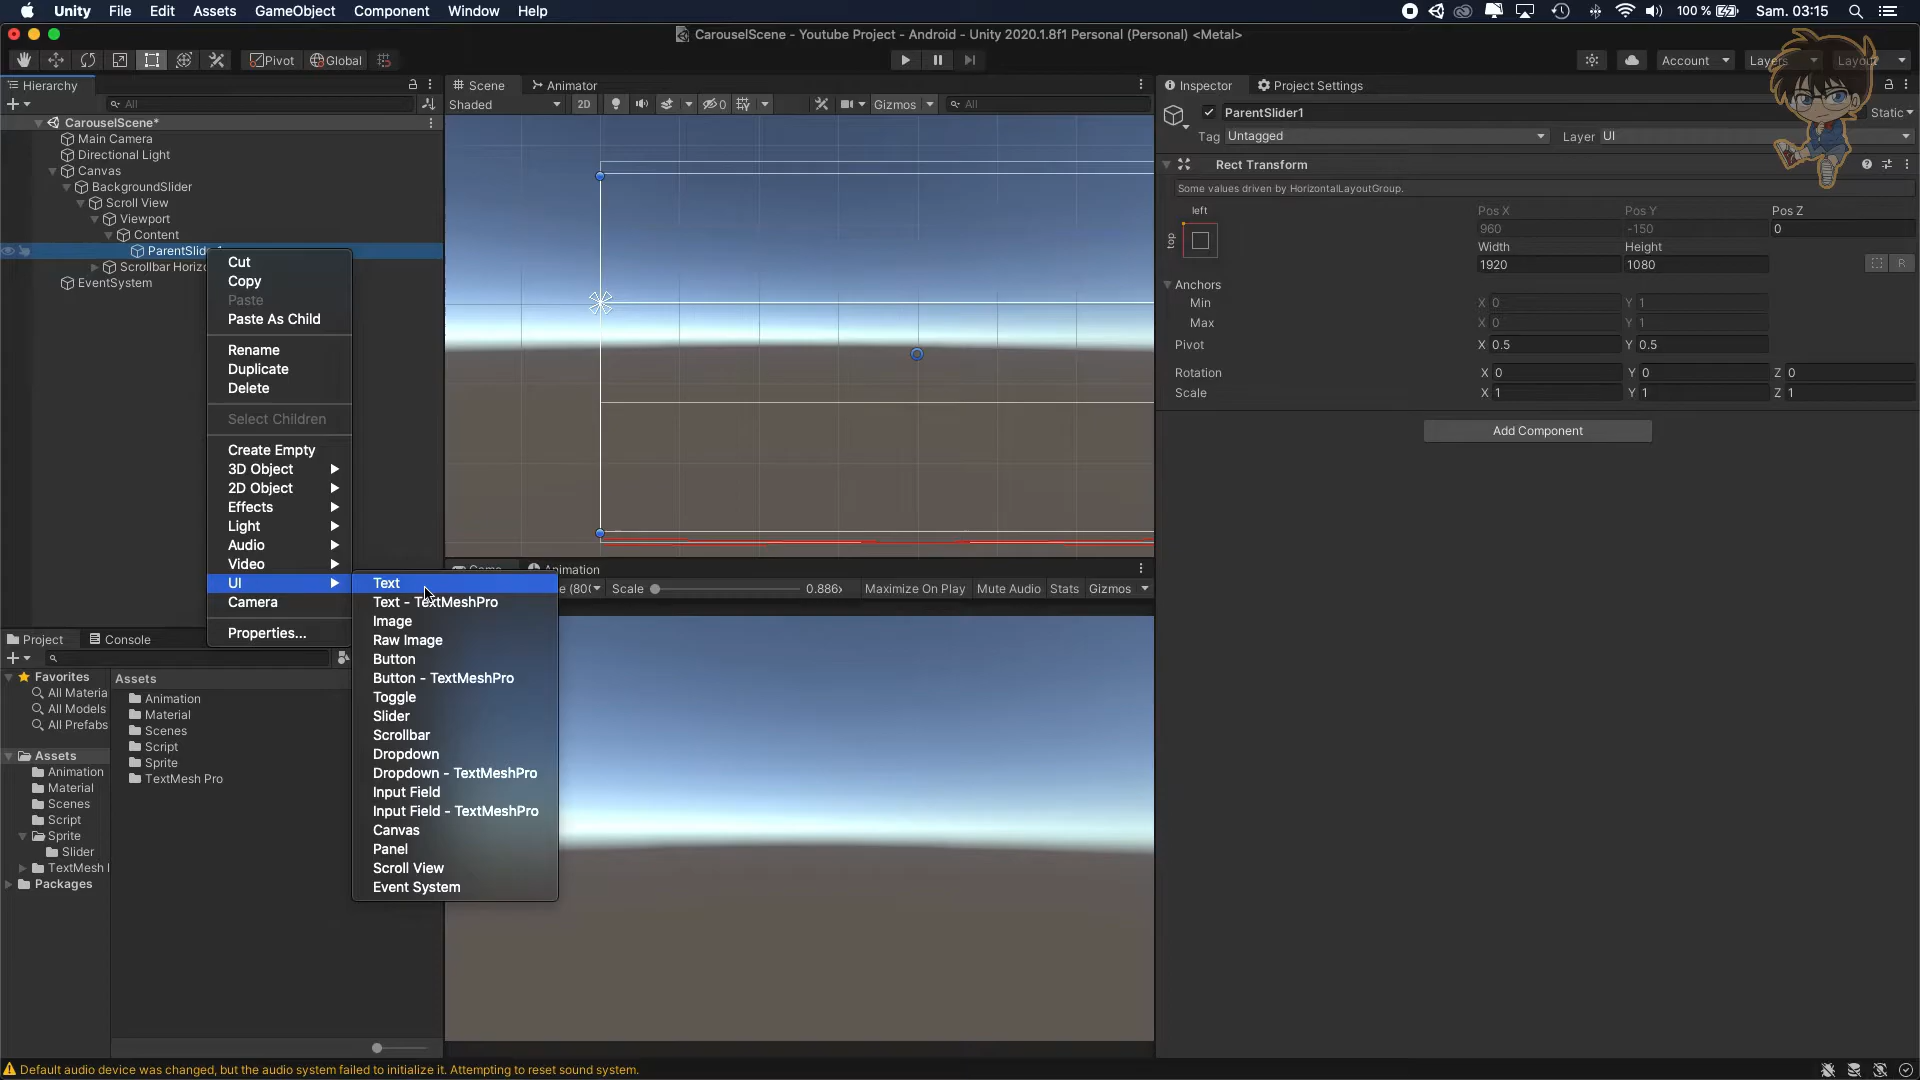 Unity File Edit Assets GameObject Component Window Help
100 % Sam. 03:15
CarouselScene - Youtube Project - Android - Unity 2020.1.8f1 Personal (Personal) <Metal>
Pivot Global Account Layers Layout
Hierarchy
All
CarouselScene*
Main Camera
Directional Light
Canvas
BackgroundSlider
Scroll View
Viewport
Content
ParentSlid
Scrollbar Horizo
EventSystem
Cut
Copy
Paste
Paste As Child
Rename
Duplicate
Delete
Select Children
Create Empty
3D Object
2D Object
Effects
Light
Audio
Video
UI
Camera
Properties...
Text
Text - TextMeshPro
Image
Raw Image
Button
Button - TextMeshPro
Toggle
Slider
Scrollbar
Dropdown
Dropdown - TextMeshPro
Input Field
Input Field - TextMeshPro
Canvas
Panel
Scroll View
Event System
Scene Animator
Shaded 2D 0 Gizmos All
Game Animation
e (80( Scale 0.886x Maximize On Play Mute Audio Stats Gizmos
Inspector Project Settings
ParentSlider1 Static
Tag Untagged Layer UI
Rect Transform
Some values driven by HorizontalLayoutGroup.
left
top
Pos X Pos Y Pos Z
960 -150 0
Width Height
1920 1080
R
Anchors
Min X 0 Y 1
Max X 0 Y 1
Pivot X 0.5 Y 0.5
Rotation X 0 Y 0 Z 0
Scale X 1 Y 1 Z 1
Add Component
Project Console
Favorites
All Materia
All Models
All Prefabs
Assets
Animation
Material
Scenes
Script
Sprite
Slider
TextMesh
Packages
Assets
Animation
Material
Scenes
Script
Sprite
TextMesh Pro
Default audio device was changed, but the audio system failed to initialize it. Attempting to reset sound system.